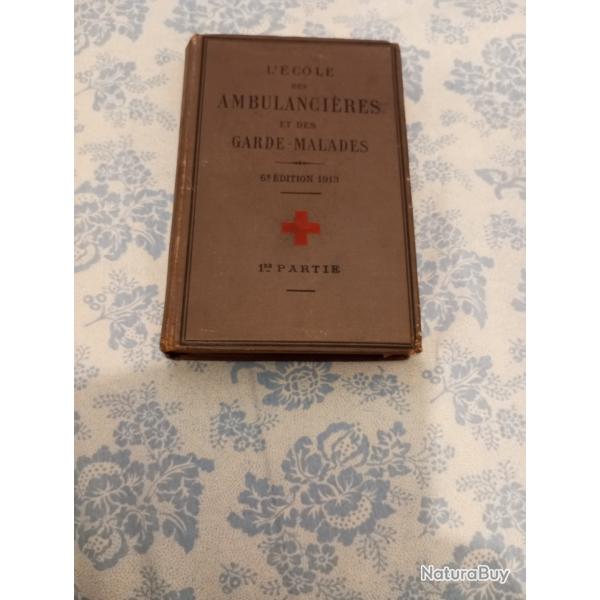 L'ÉCOLE
DES
AMBULANCIÈRES
ET DES
GARDE-MALADES
6e ÉDITION 1913
1RE PARTIE
NaturaBuy